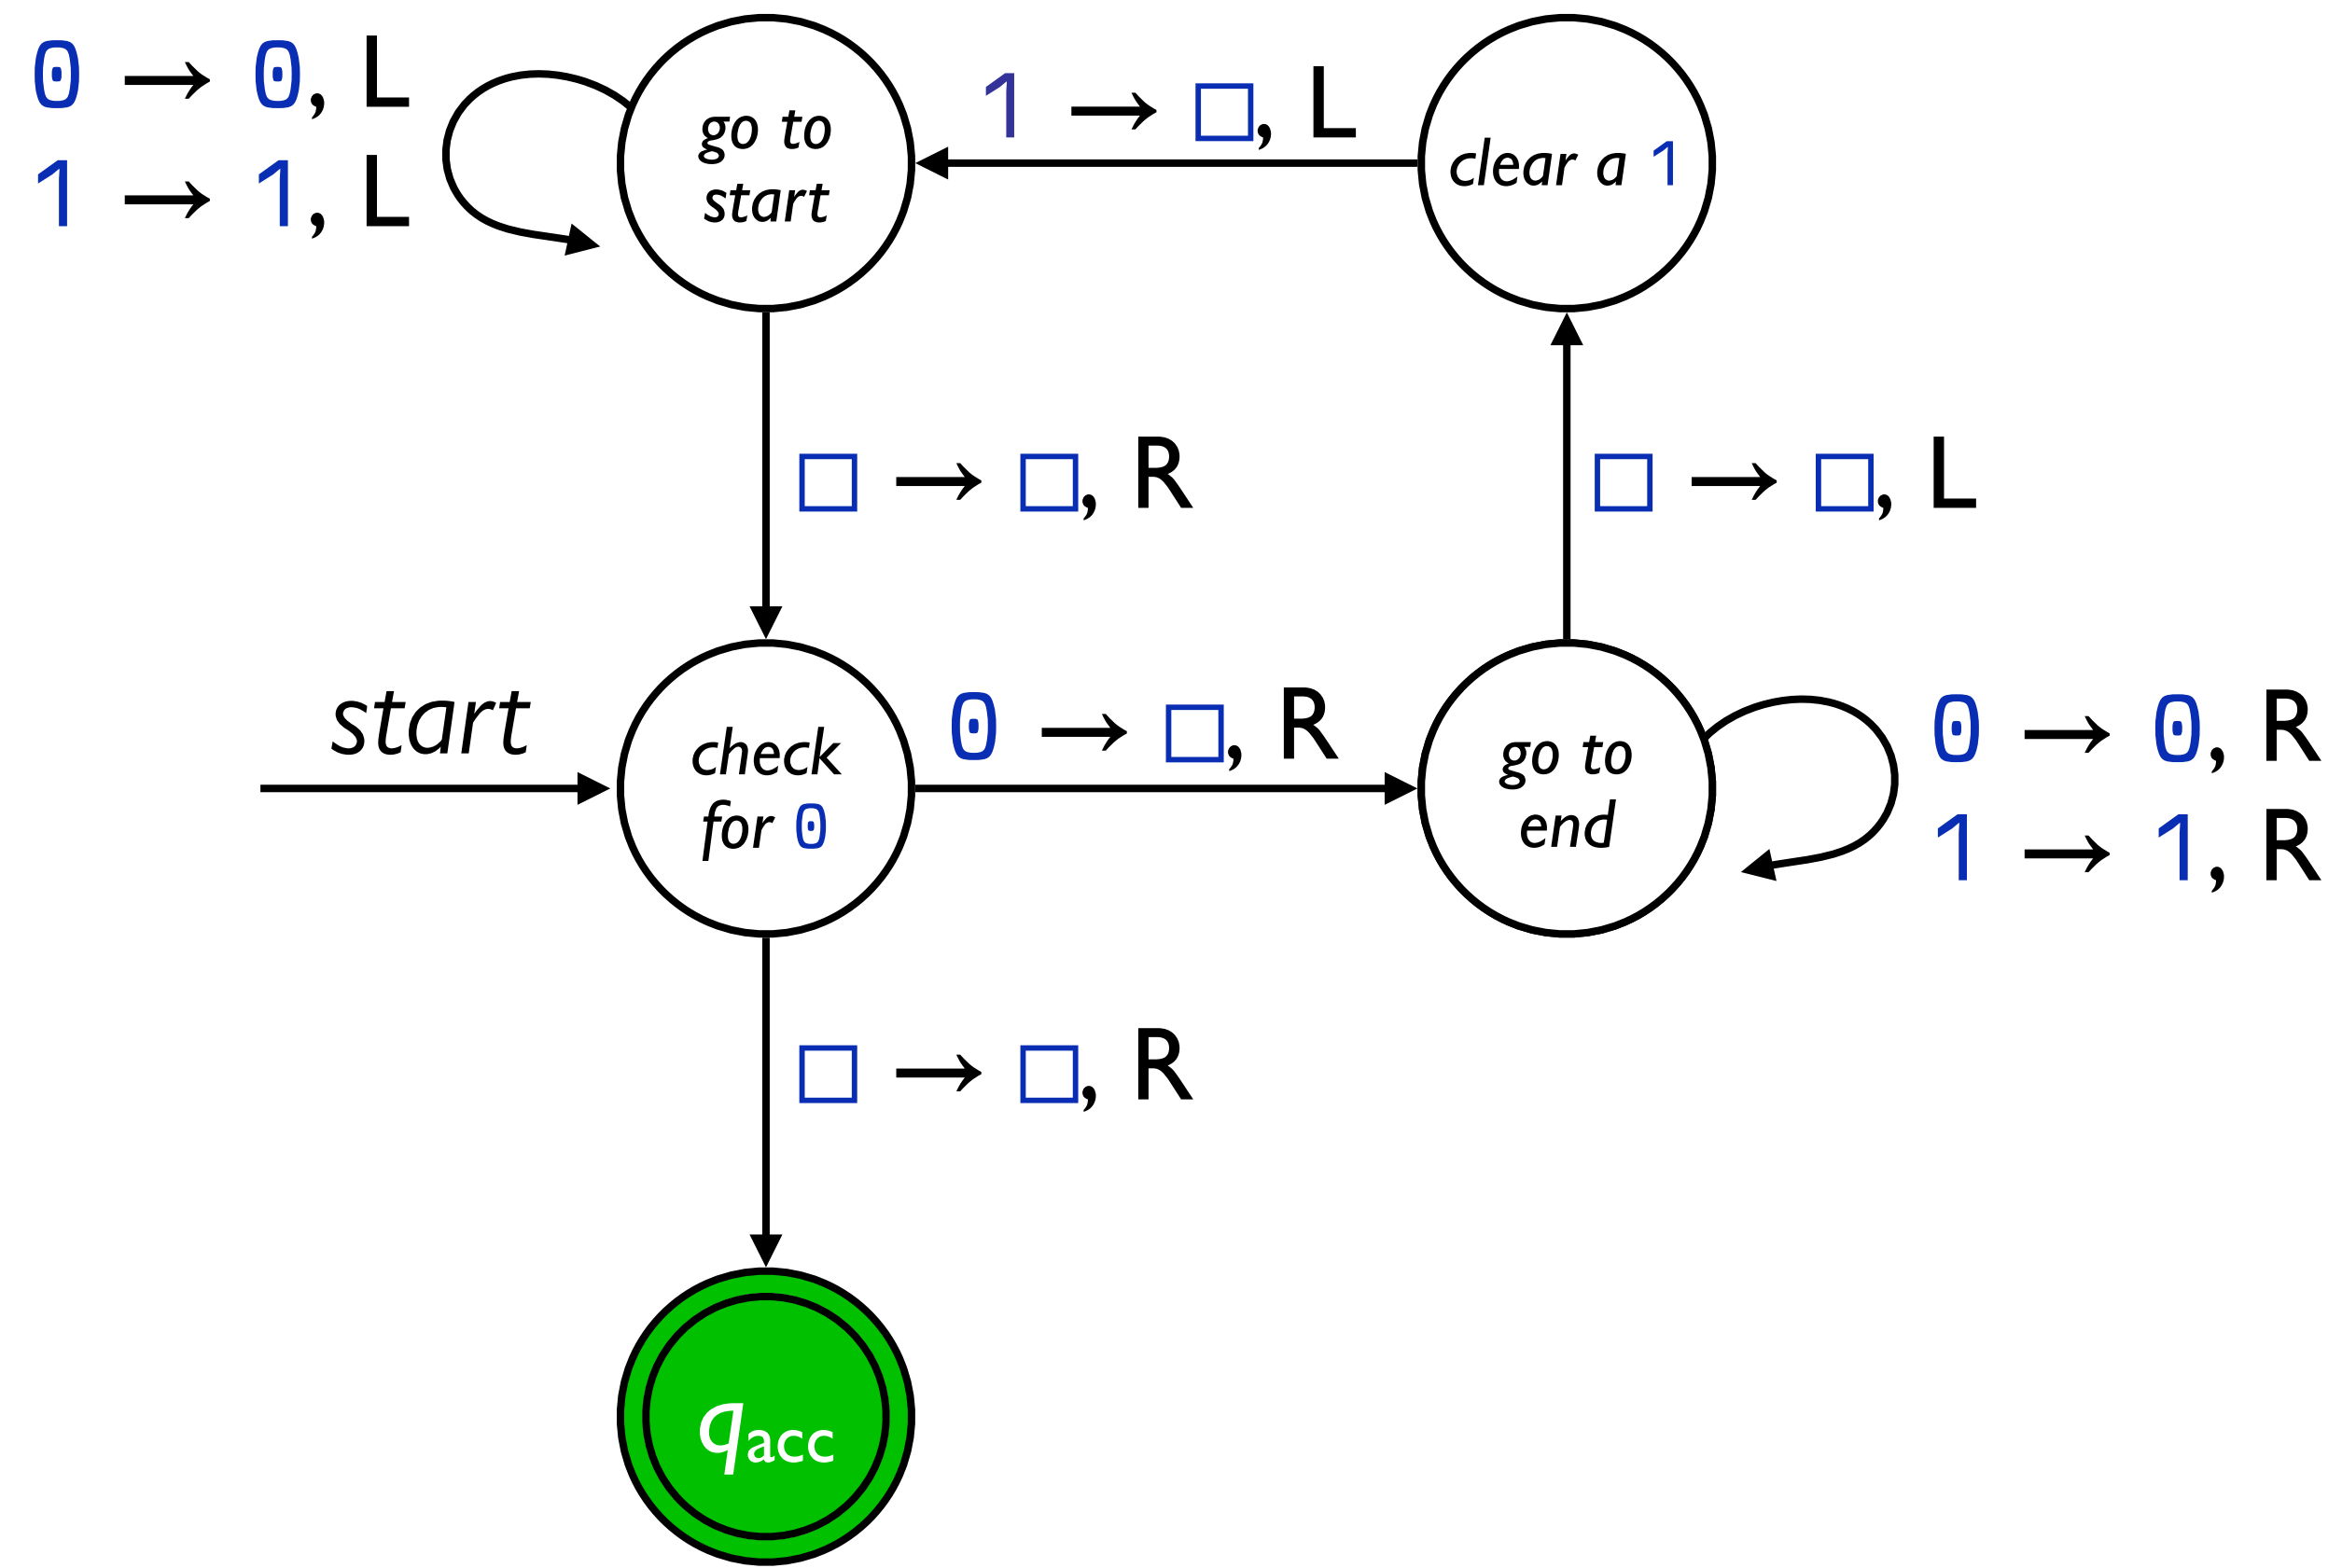 0 → 0, L
1 → 1, L
go to
start
1 → □, L
clear a 1
□ → □, R
□ → □, L
start
check
for 0
0 → □, R
go to
end
0 → 0, R
1 → 1, R
□ → □, R
qacc